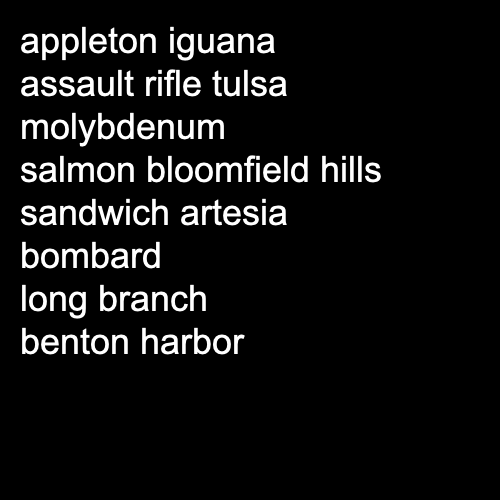 appleton iguana
assault rifle tulsa
molybdenum
salmon bloomfield hills
sandwich artesia
bombard
long branch
benton harbor